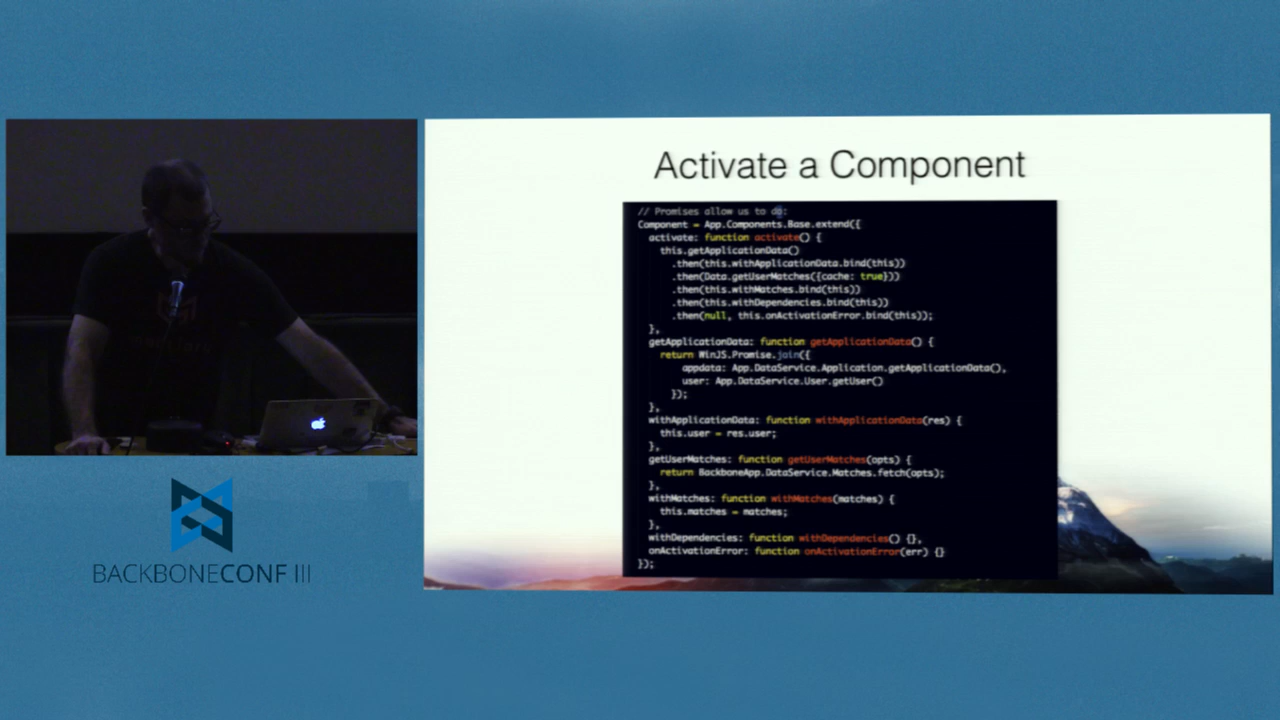 Activate a Component
// Promises allow us to do:
Component = App.Components.Base.extend({
activate: function activate() {
this.getApplicationData()
.then(this.withApplicationData.bind(this))
.then(Data.getUserMatches({cache: true}))
.then(this.withMatches.bind(this))
.then(this.withDependencies.bind(this))
.then(null, this.onActivationError.bind(this));
},
getApplicationData: function getApplicationData() {
return WinJS.Promise.join({
appdata: App.DataService.Application.getApplicationData(),
user: App.DataService.User.getUser()
});
},
withApplicationData: function withApplicationData(res) {
this.user = res.user;
},
getUserMatches: function getUserMatches(opts) {
return BackboneApp.DataService.Matches.fetch(opts);
},
withMatches: function withMatches(matches) {
this.matches = matches;
},
withDependencies: function withDependencies() {},
onActivationError: function onActivationError(err) {}
});
BACKBONECONF III